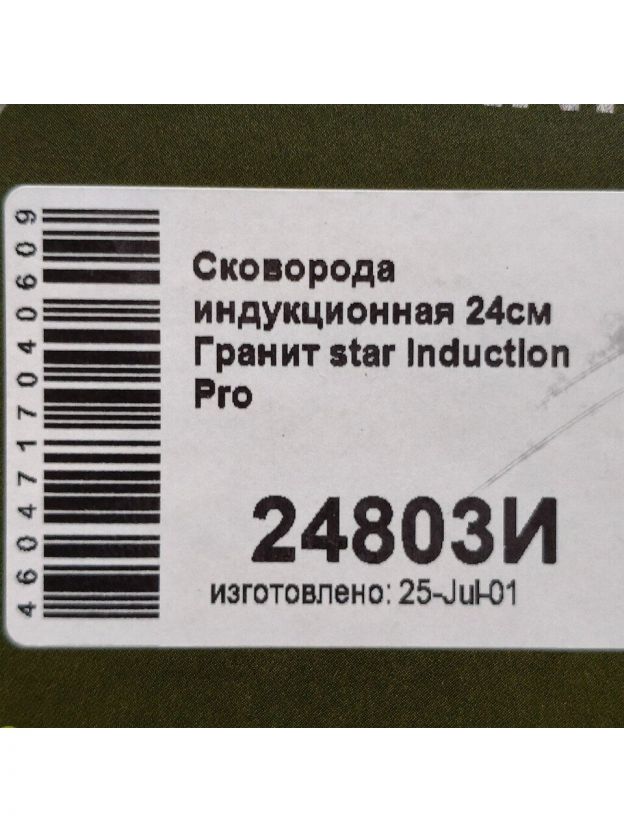 Сковорода
индукционная 24см
Гранит star Induction
Pro
24803И
изготовлено: 25-Jul-01
4604717040609